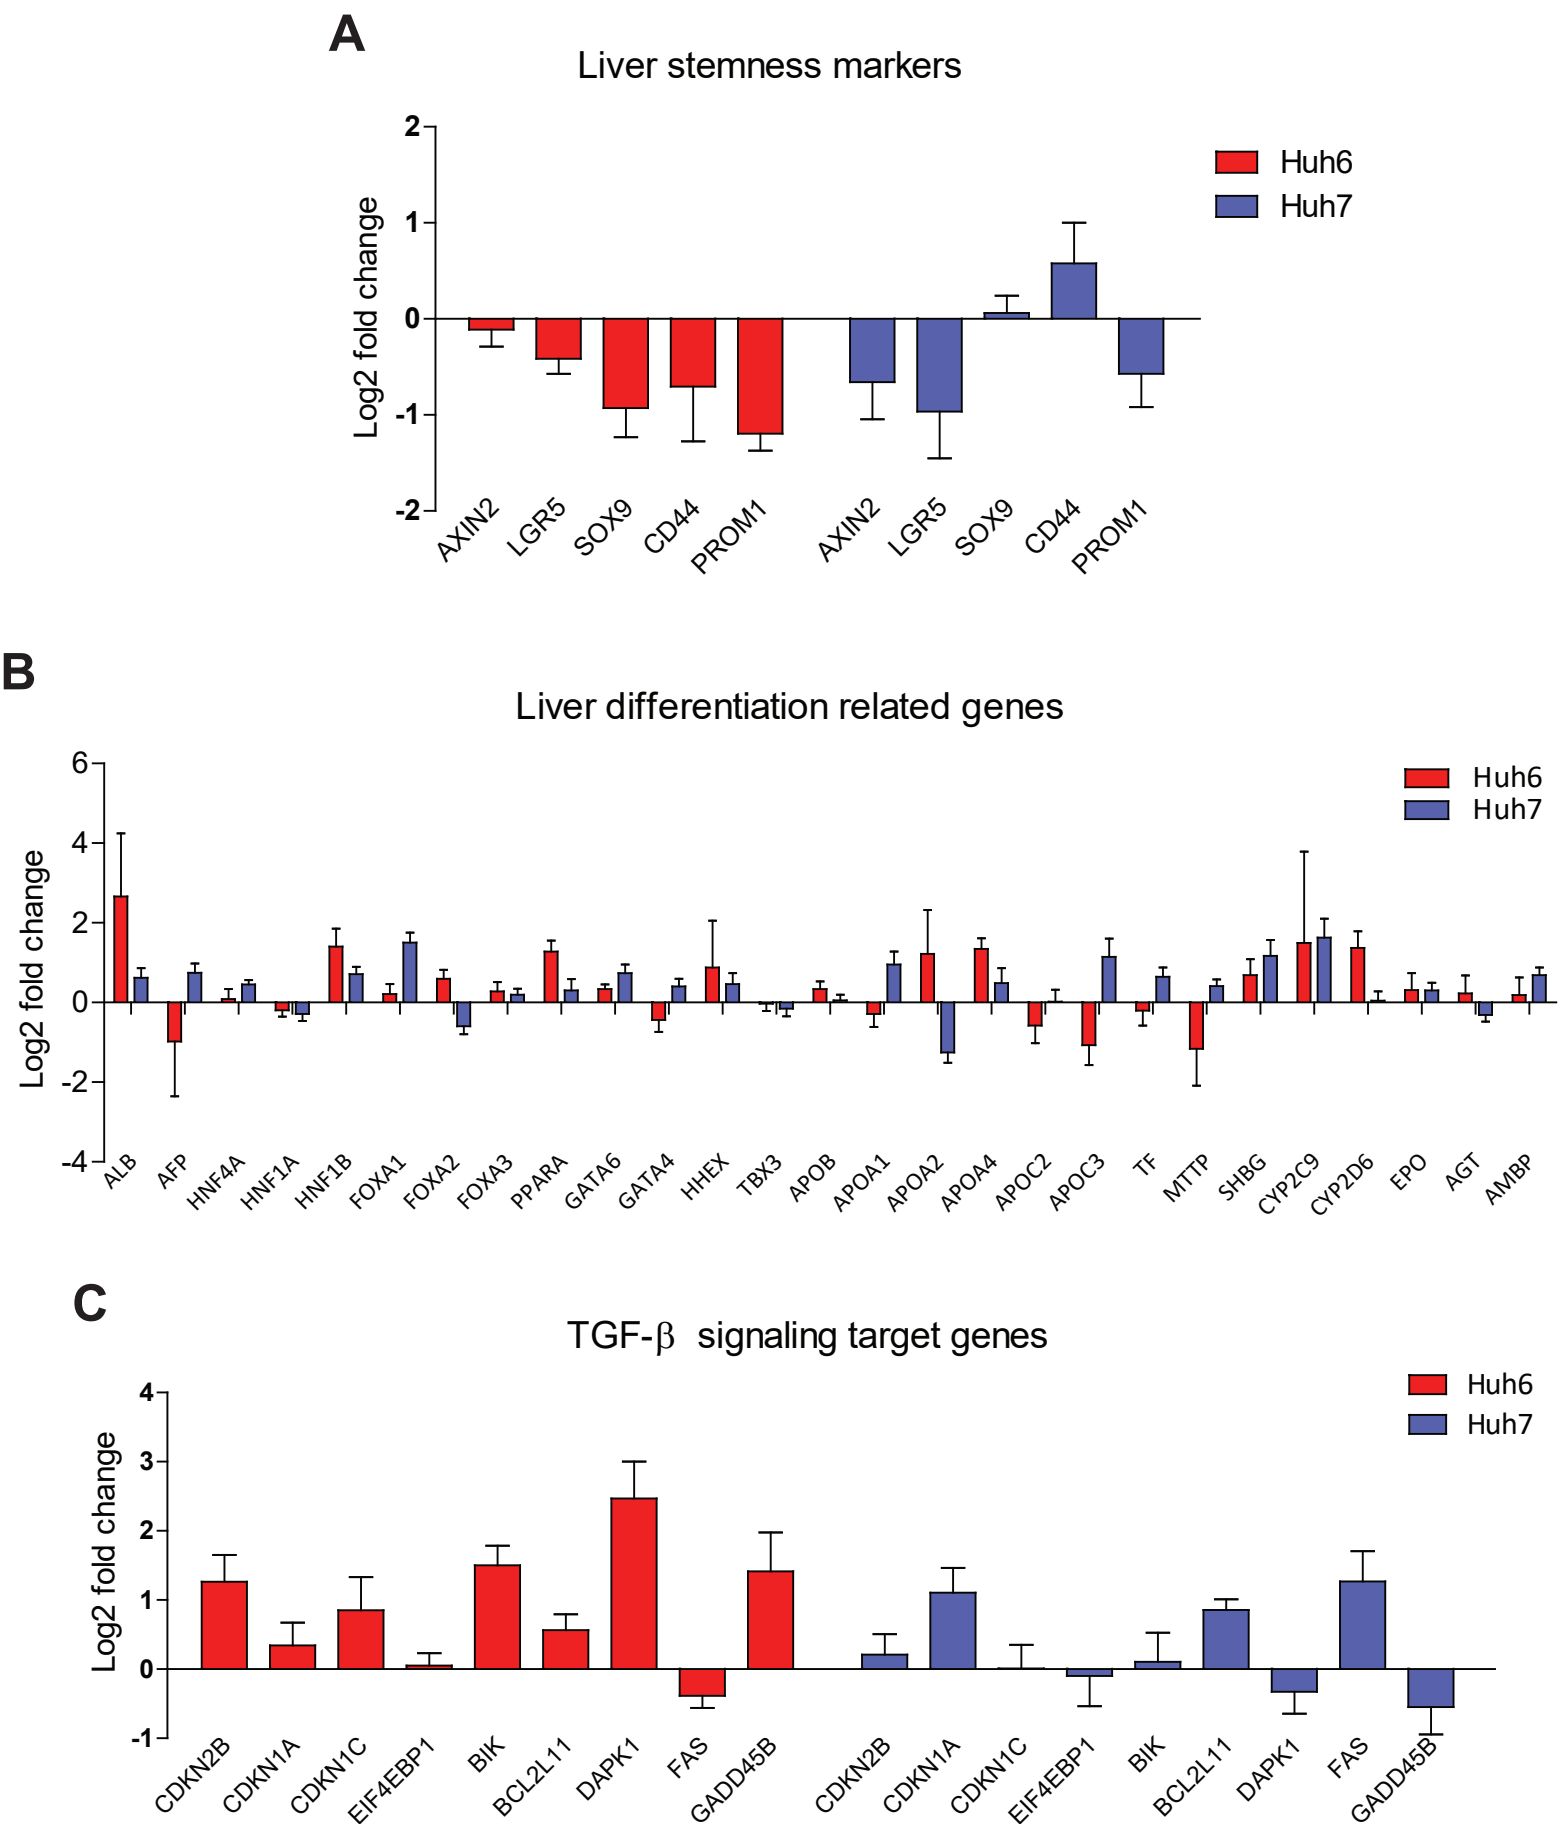 A
Liver stemness markers
Log2 fold change
2
1
0
-1
-2
Huh6
Huh7
AXIN2 LGR5 SOX9 CD44 PROM1 AXIN2 LGR5 SOX9 CD44 PROM1
B
Liver differentiation related genes
Log2 fold change
6
4
2
0
-2
-4
Huh6
Huh7
ALB AFP HNF4A HNF1A HNF1B FOXA1 FOXA2 FOXA3 PPARA GATA6 GATA4 HHEX TBX3 APOB APOA1 APOA2 APOA4 APOC2 APOC3 TF MTTP SHBG CYP2C9 CYP2D6 EPO AGT AMBP
C
TGF-β signaling target genes
Log2 fold change
4
3
2
1
0
-1
Huh6
Huh7
CDKN2B CDKN1A CDKN1C EIF4EBP1 BIK BCL2L11 DAPK1 FAS GADD45B CDKN2B CDKN1A CDKN1C EIF4EBP1 BIK BCL2L11 DAPK1 FAS GADD45B